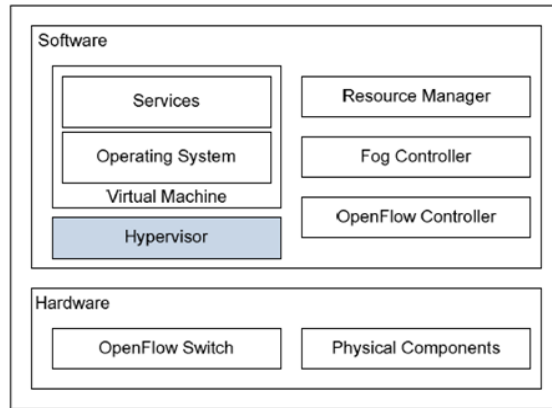 Software
Services
Operating System
Virtual Machine
Hypervisor
Resource Manager
Fog Controller
OpenFlow Controller
Hardware
OpenFlow Switch
Physical Components